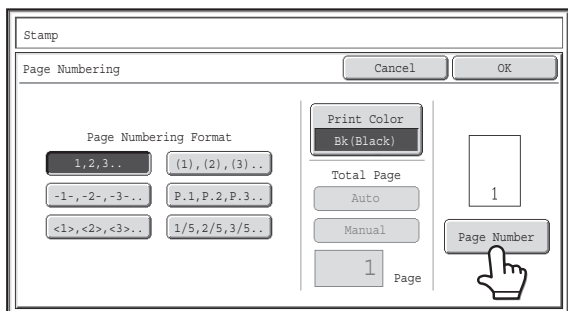 Stamp
Page Numbering
Cancel
OK
Page Numbering Format
1,2,3..
(1),(2),(3)..
-1-,-2-,-3-..
P.1,P.2,P.3..
<1>,<2>,<3>..
1/5,2/5,3/5..
Print Color
Bk(Black)
Total Page
Auto
Manual
1 Page
1
Page Number